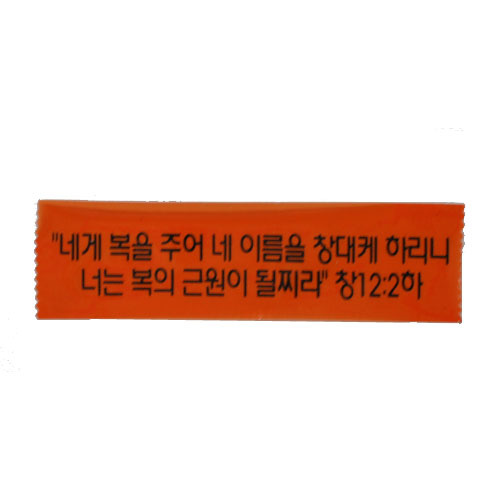 "네게 복을 주어 네 이름을 창대케 하리니
너는 복의 근원이 될찌라" 창12:2하